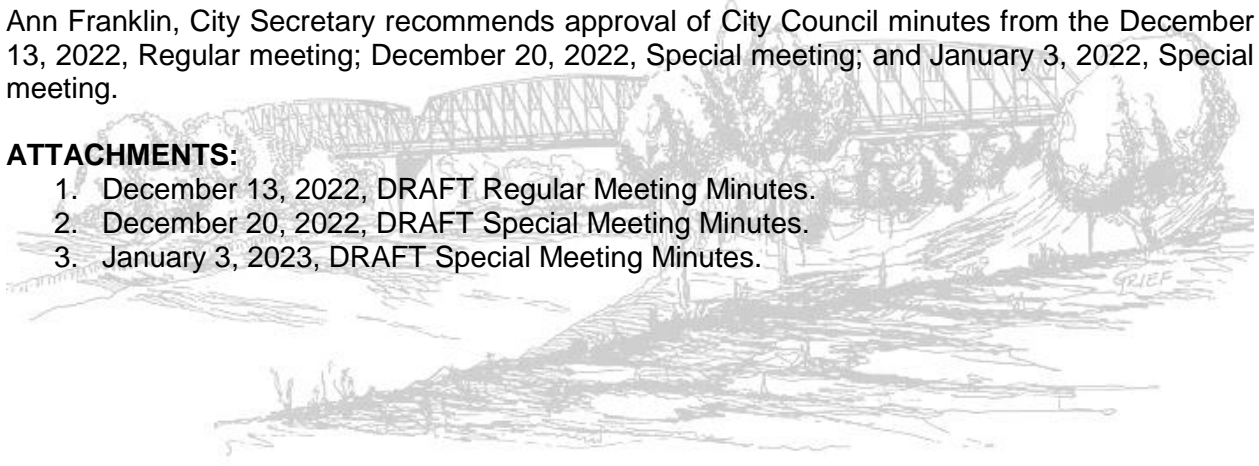 Ann Franklin, City Secretary recommends approval of City Council minutes from the December
13, 2022, Regular meeting; December 20, 2022, Special meeting; and January 3, 2022, Special
meeting.
ATTACHMENTS:
1. December 13, 2022, DRAFT Regular Meeting Minutes.
2. December 20, 2022, DRAFT Special Meeting Minutes.
3. January 3, 2023, DRAFT Special Meeting Minutes.
GRIEF